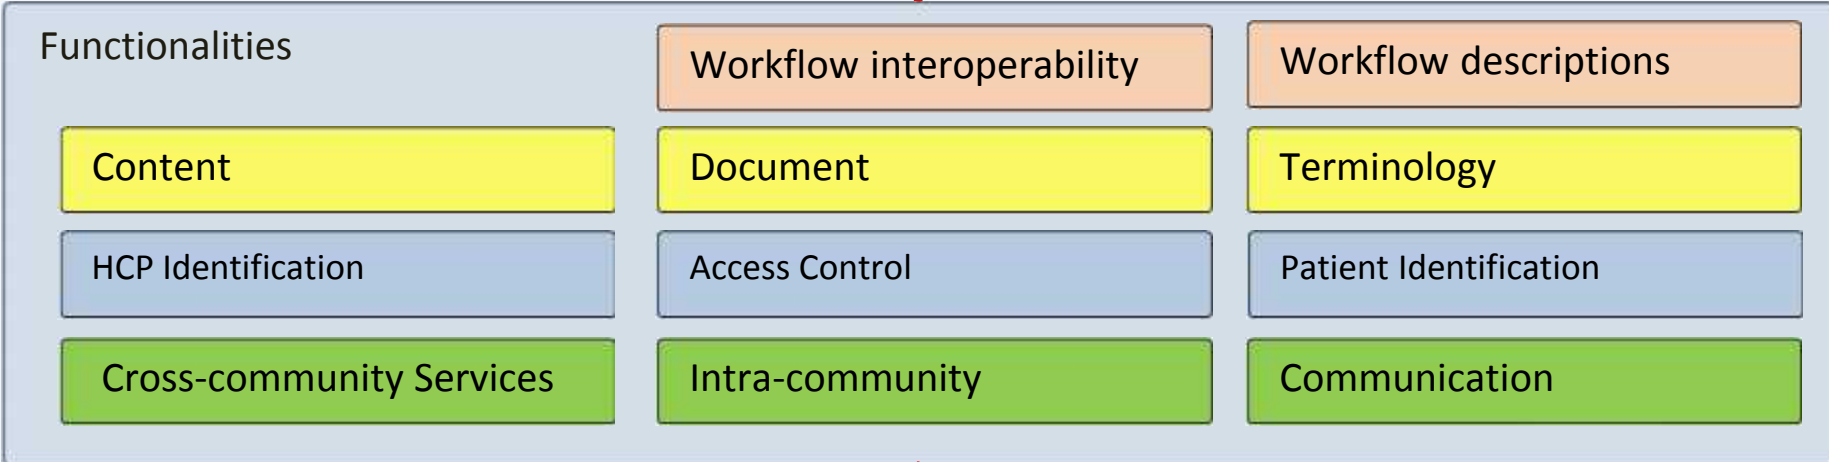 Functionalities
Workflow interoperability
Workflow descriptions
Content
Document
Terminology
HCP Identification
Access Control
Patient Identification
Cross-community Services
Intra-community
Communication